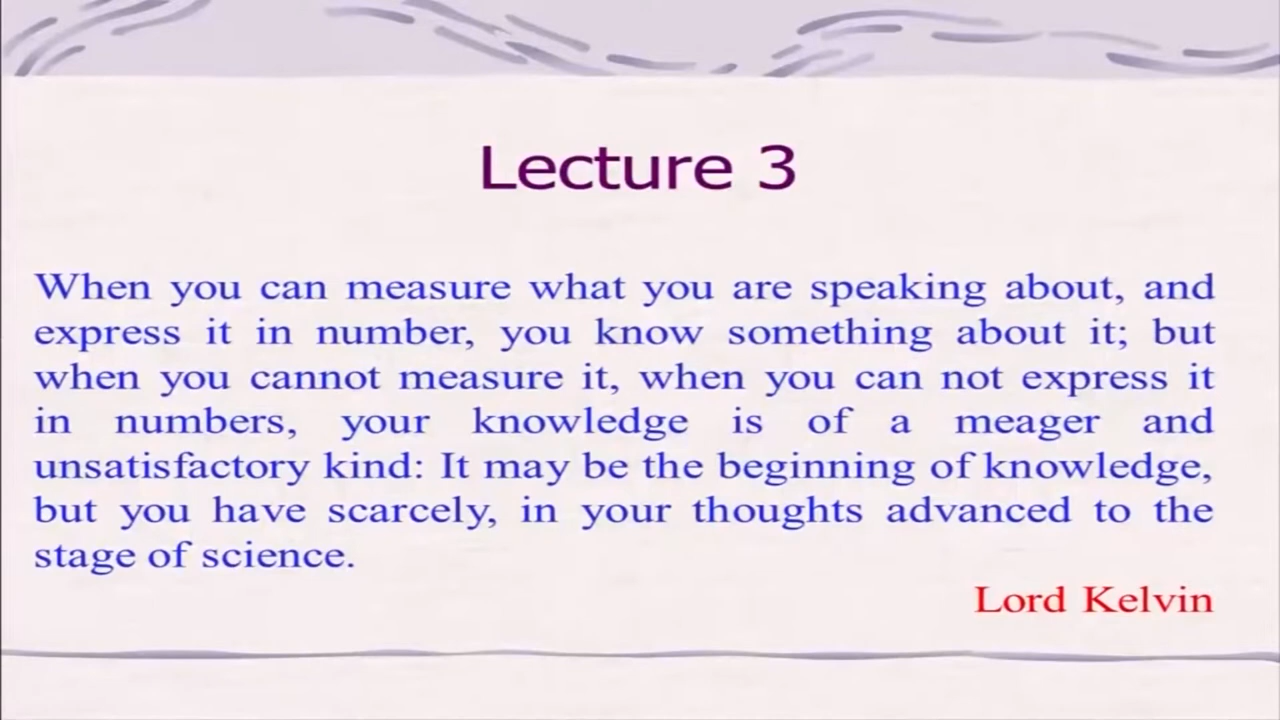 Lecture 3
When you can measure what you are speaking about, and
express it in number, you know something about it; but
when you cannot measure it, when you can not express it
in numbers, your knowledge is of a meager and
unsatisfactory kind: It may be the beginning of knowledge,
but you have scarcely, in your thoughts advanced to the
stage of science.
Lord Kelvin